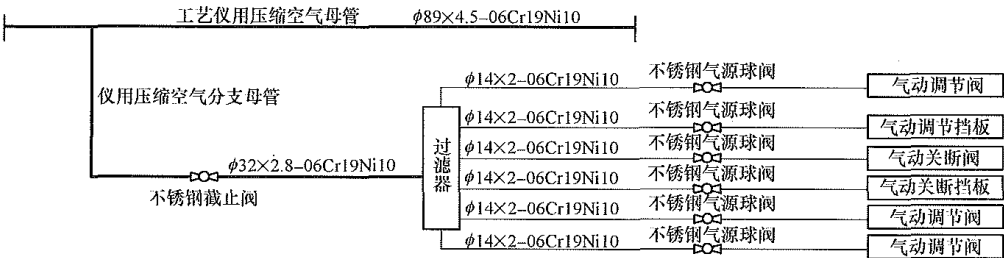 工艺仪用压缩空气母管 ϕ89×4.5-06Cr19Ni10
仪用压缩空气分支母管
ϕ32×2.8-06Cr19Ni10
不锈钢截止阀
过滤器
ϕ14×2-06Cr19Ni10 不锈钢气源球阀 气动调节阀
ϕ14×2-06Cr19Ni10 不锈钢气源球阀 气动调节挡板
ϕ14×2-06Cr19Ni10 不锈钢气源球阀 气动关断阀
ϕ14×2-06Cr19Ni10 不锈钢气源球阀 气动关断挡板
ϕ14×2-06Cr19Ni10 不锈钢气源球阀 气动调节阀
ϕ14×2-06Cr19Ni10 不锈钢气源球阀 气动调节阀